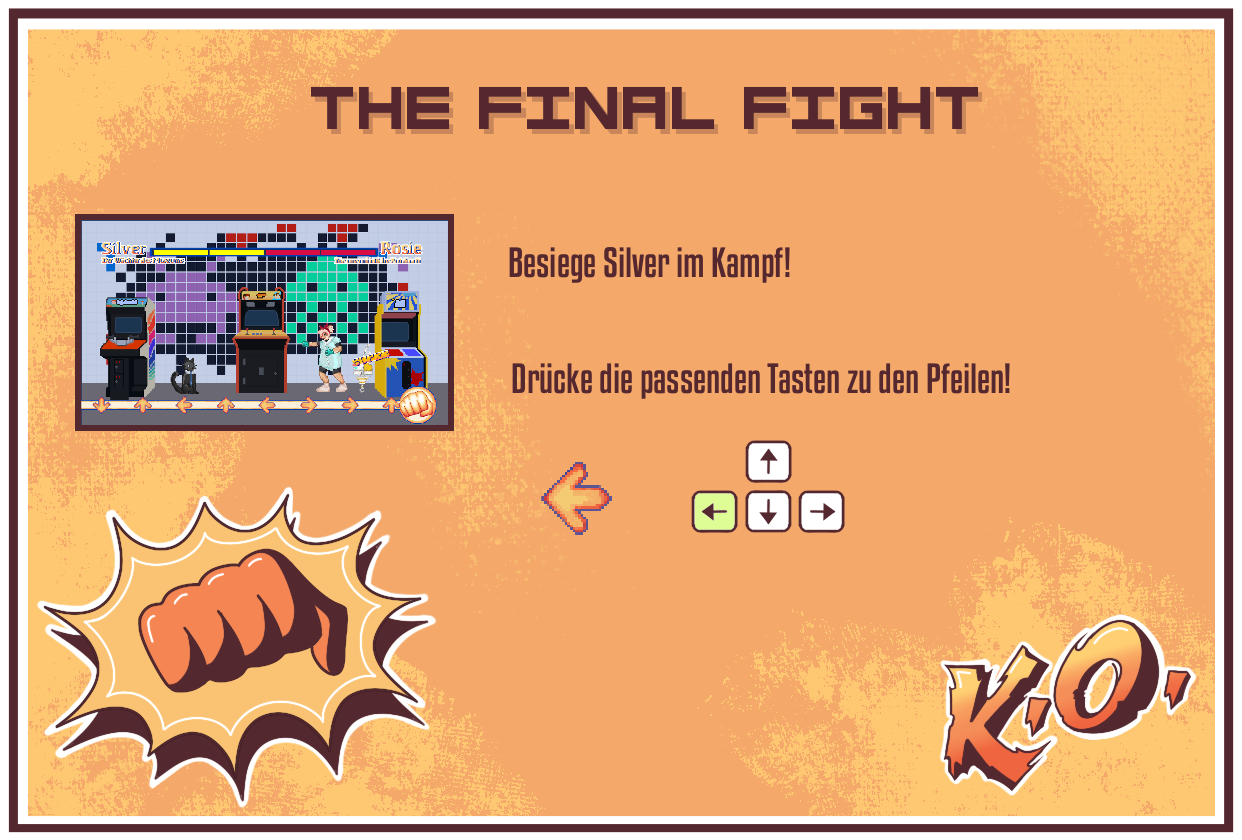 THE FINAL FIGHT
Silver
Rosie
Besiege Silver im Kampf!
Drücke die passenden Tasten zu den Pfeilen!
K.O.